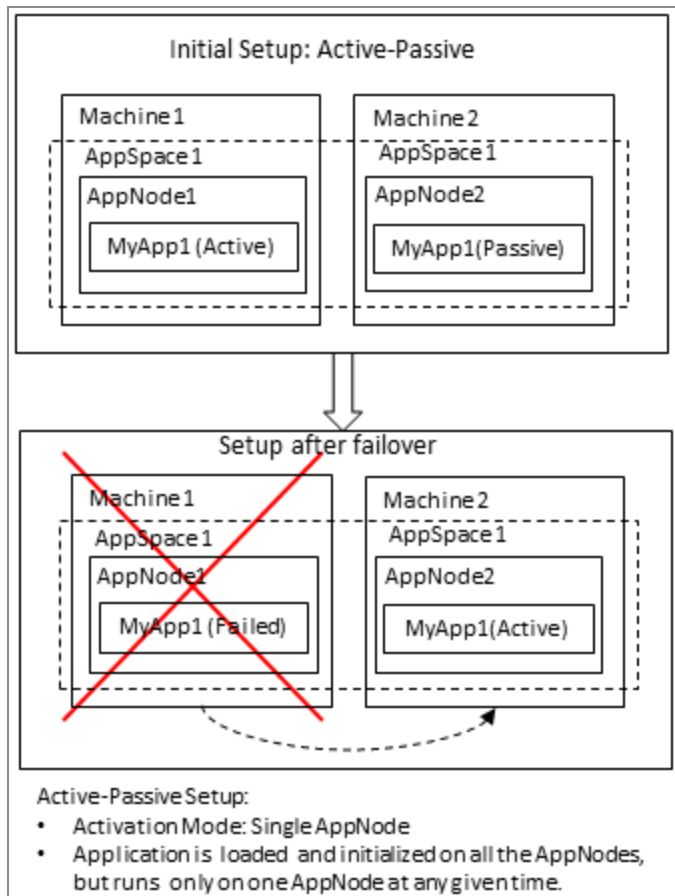 Initial Setup: Active-Passive
Machine1
Machine2
AppSpace1
AppSpace1
AppNode1
AppNode2
MyApp1 (Active)
MyApp1(Passive)
Setup after failover
Machine1
Machine2
AppSpace1
AppSpace1
AppNode1
AppNode2
MyApp1 (Failed)
MyApp1(Active)
Active-Passive Setup:
• Activation Mode: Single AppNode
• Application is loaded and initialized on all the AppNodes,
but runs only on one AppNode at any given time.